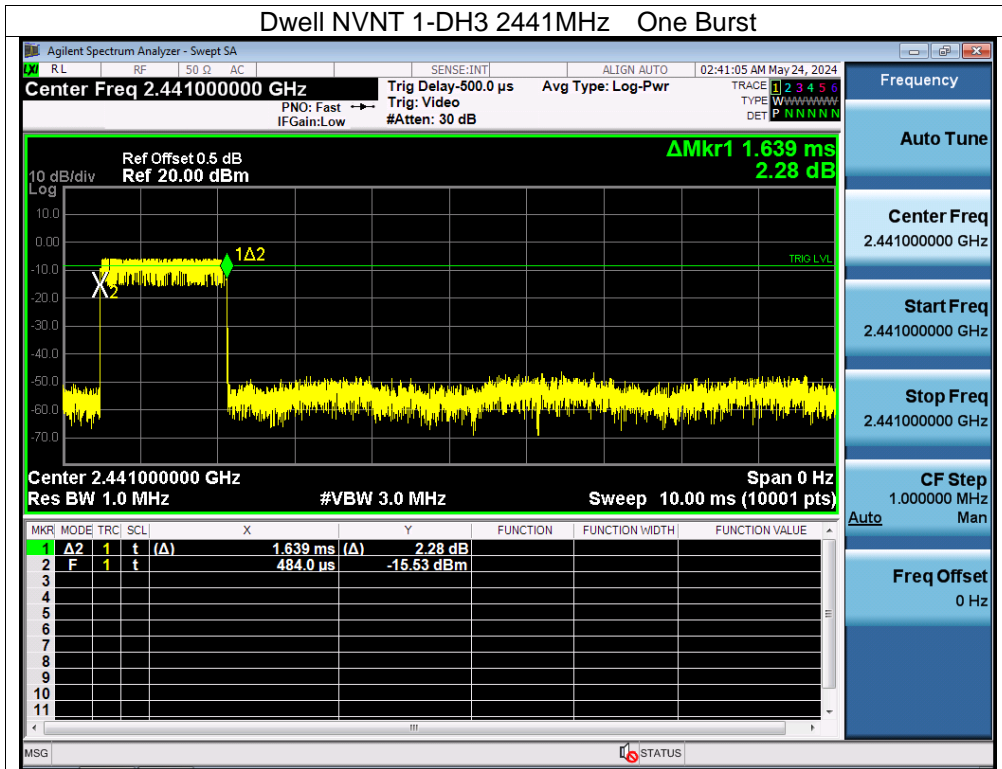 Dwell NVNT 1-DH3 2441MHz One Burst
Agilent Spectrum Analyzer - Swept SA
LXI RL RF 50 Ω AC SENSE:INT ALIGN AUTO 02:41:05 AM May 24, 2024
Center Freq 2.441000000 GHz
PNO: Fast
IFGain:Low
Trig Delay-500.0 µs
Trig: Video
#Atten: 30 dB
Avg Type: Log-Pwr
TRACE 1 2 3 4 5 6
TYPE WWWWWW
DET P N N N N N
Frequency
ΔMkr1 1.639 ms
2.28 dB
Ref Offset 0.5 dB
10 dB/div Ref 20.00 dBm
Log
10.0
0.00
-10.0
-20.0
-30.0
-40.0
-50.0
-60.0
-70.0
1Δ2
2
TRIG LVL
Center 2.441000000 GHz Span 0 Hz
Res BW 1.0 MHz #VBW 3.0 MHz Sweep 10.00 ms (10001 pts)
MKR MODE TRC SCL X Y FUNCTION FUNCTION WIDTH FUNCTION VALUE
1 Δ2 1 t (Δ) 1.639 ms (Δ) 2.28 dB
2 F 1 t 484.0 µs -15.53 dBm
3
4
5
6
7
8
9
10
11
MSG STATUS
Auto Tune
Center Freq
2.441000000 GHz
Start Freq
2.441000000 GHz
Stop Freq
2.441000000 GHz
CF Step
1.000000 MHz
Auto Man
Freq Offset
0 Hz